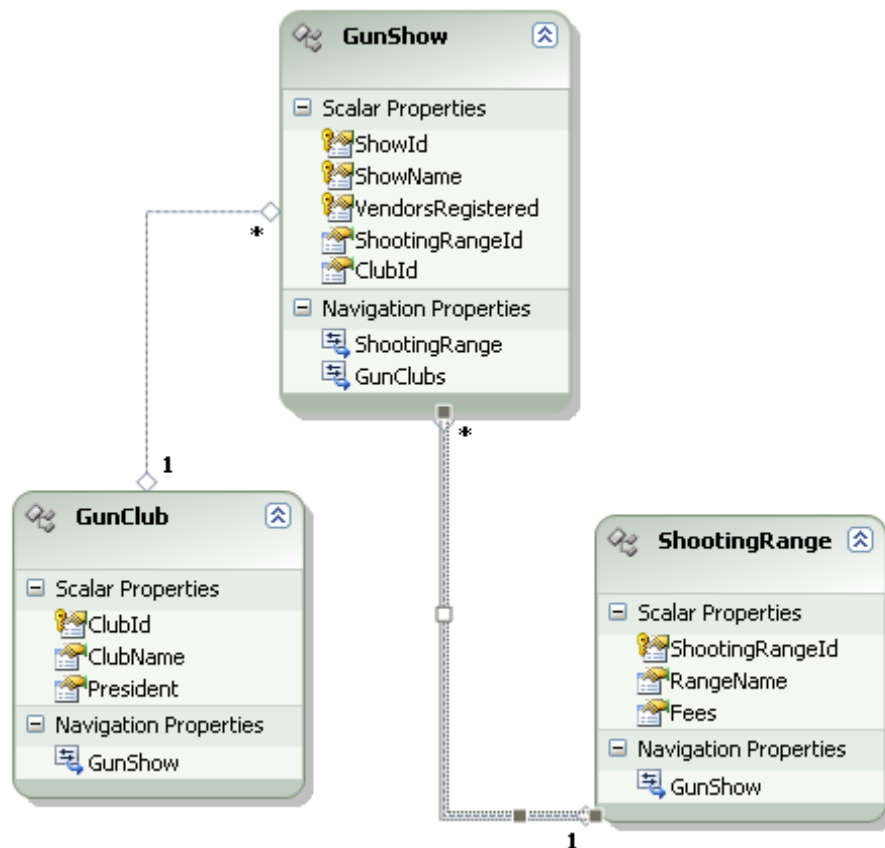 GunShow
Scalar Properties
ShowId
ShowName
VendorsRegistered
ShootingRangeId
ClubId
Navigation Properties
ShootingRange
GunClubs
*
*
1
GunClub
Scalar Properties
ClubId
ClubName
President
Navigation Properties
GunShow
ShootingRange
Scalar Properties
ShootingRangeId
RangeName
Fees
Navigation Properties
GunShow
1